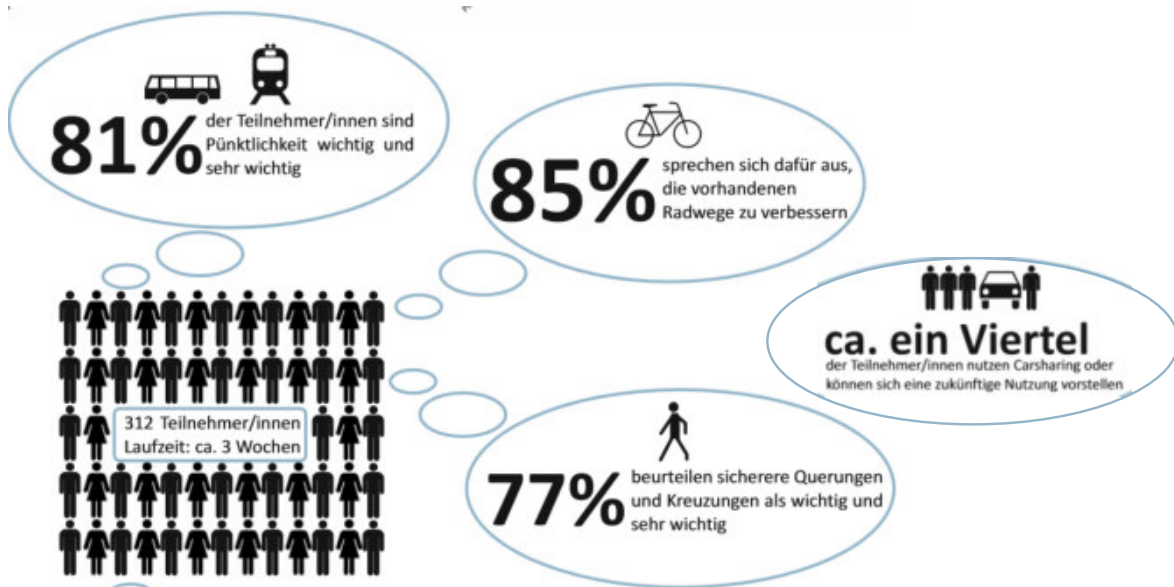 81% der Teilnehmer/innen sind
Pünktlichkeit wichtig und
sehr wichtig
85% sprechen sich dafür aus,
die vorhandenen
Radwege zu verbessern
ca. ein Viertel
der Teilnehmer/innen nutzen Carsharing oder
können sich eine zukünftige Nutzung vorstellen
312 Teilnehmer/innen
Laufzeit: ca. 3 Wochen
77% beurteilen sicherere Querungen
und Kreuzungen als wichtig und
sehr wichtig